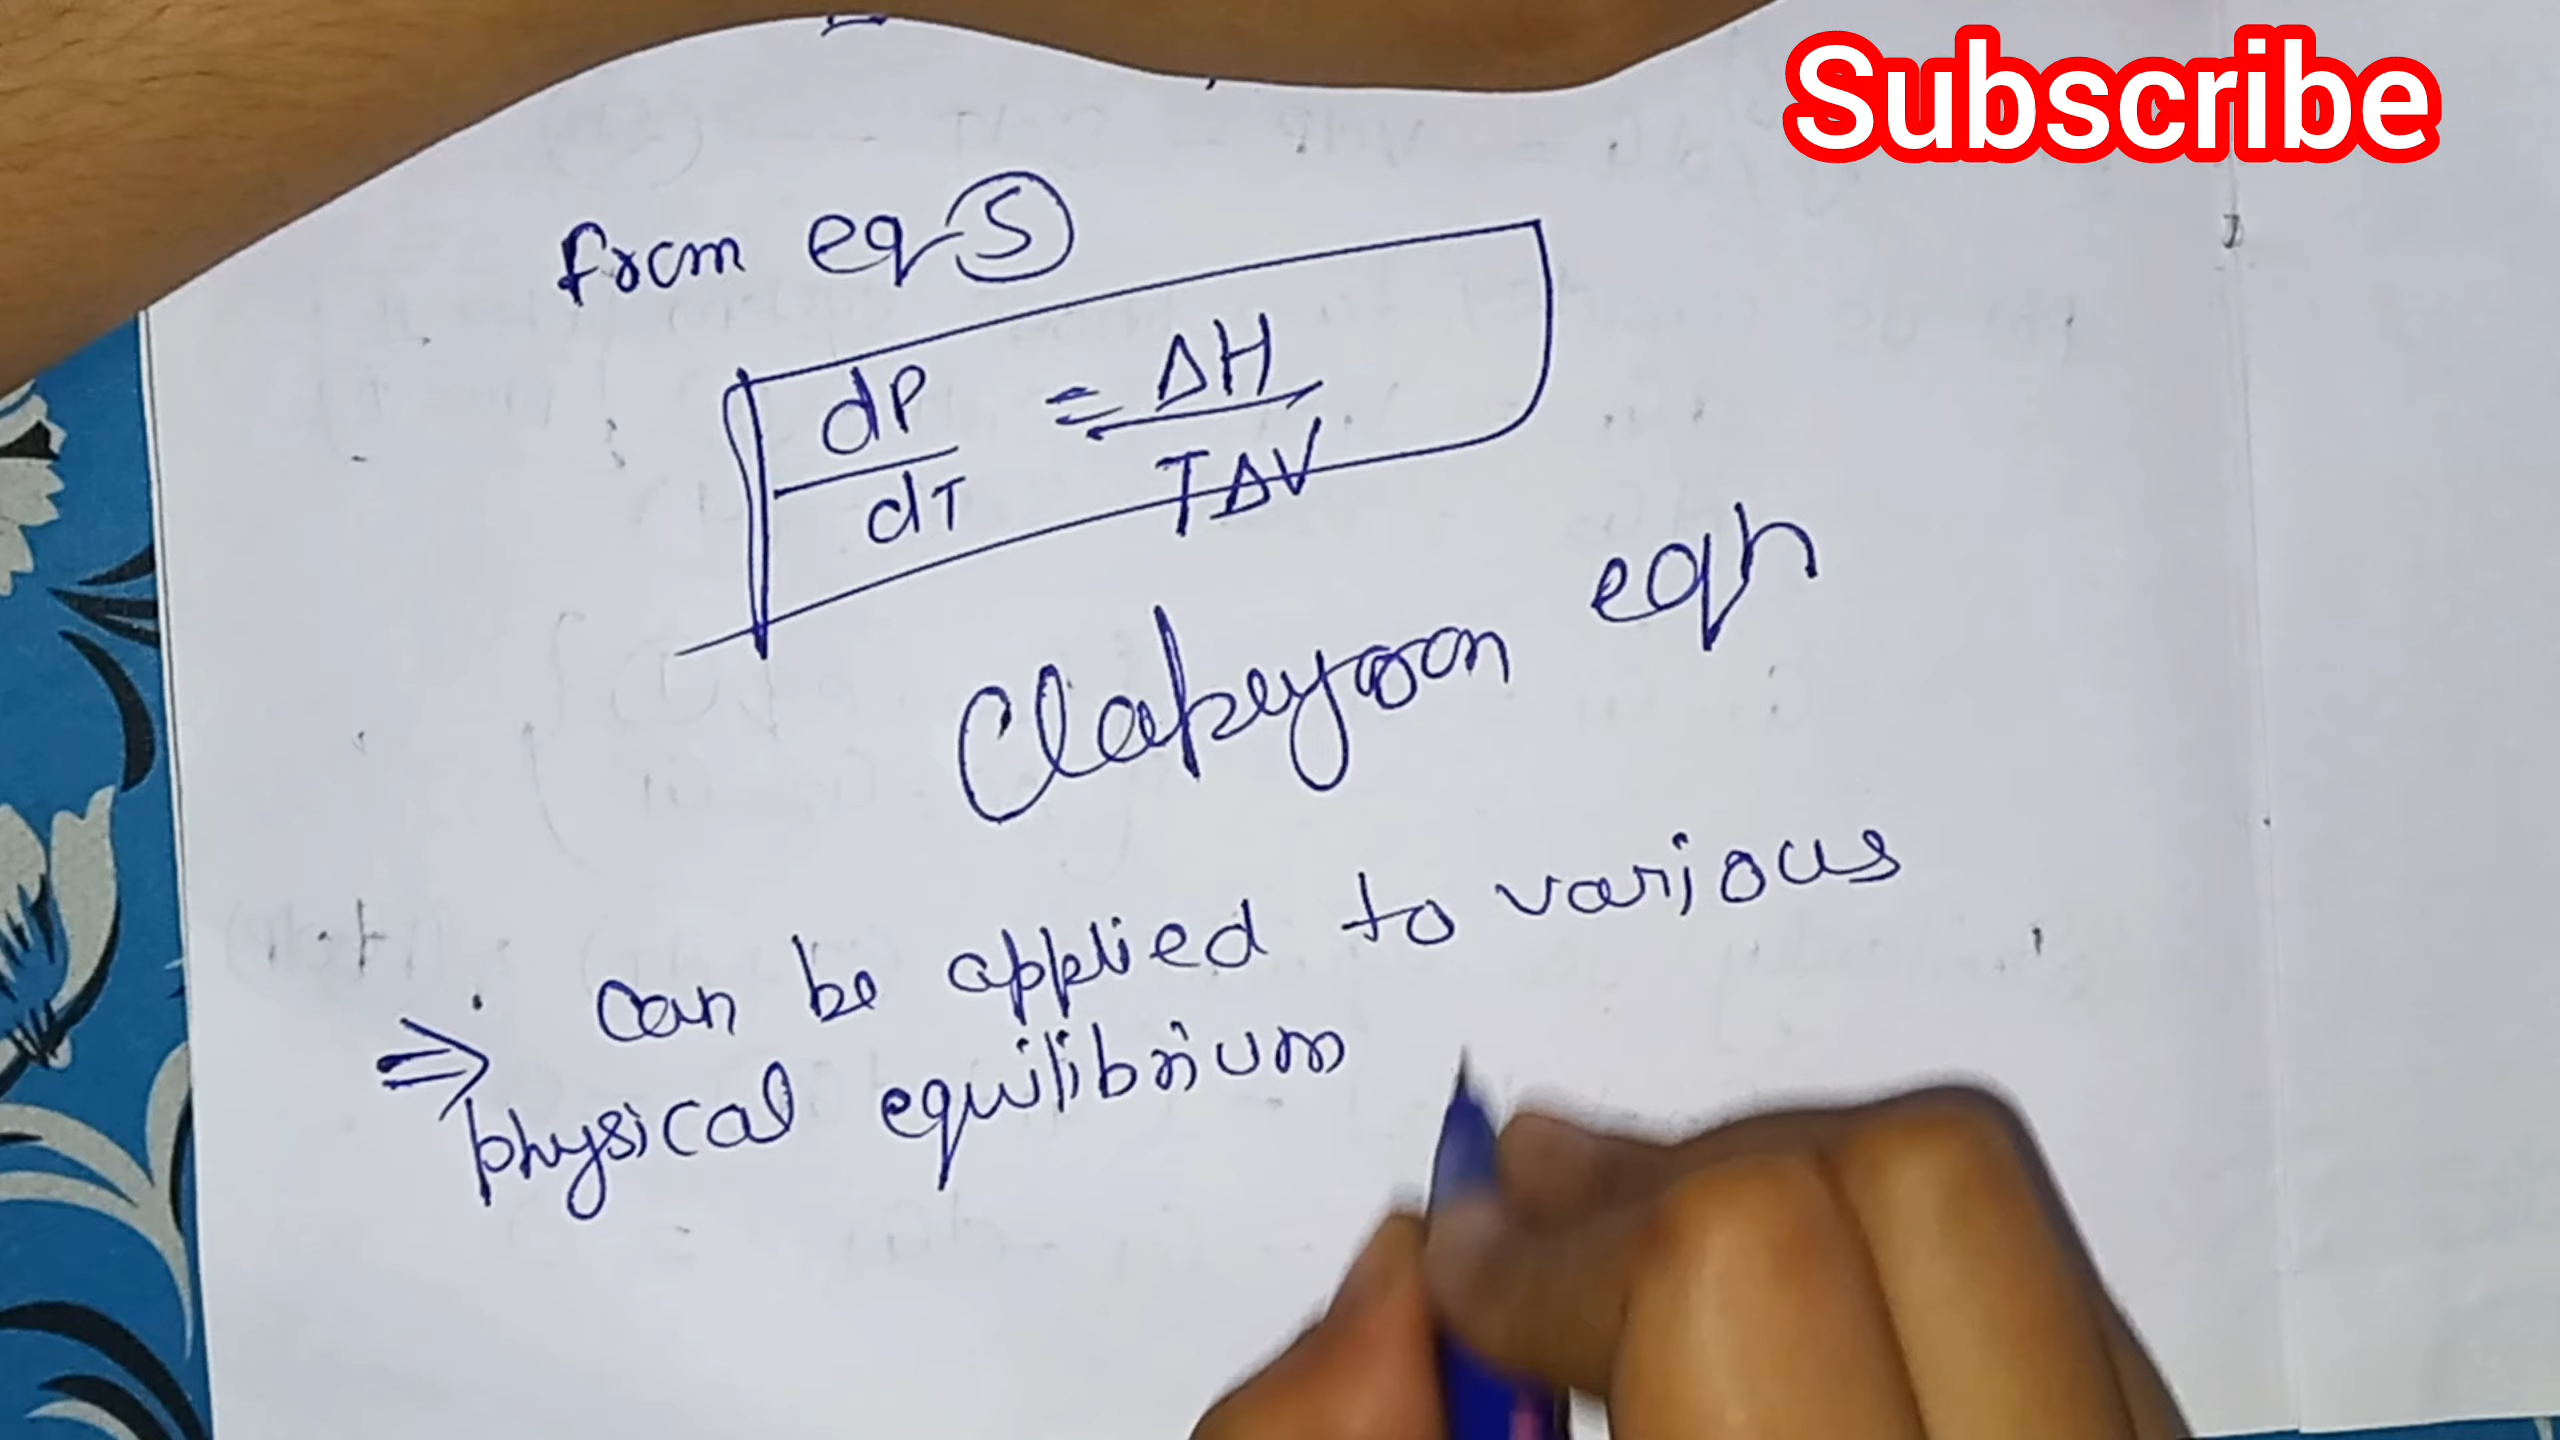 Subscribe
from eq 5
dP/dT = ΔH/TΔV
Clapeyron eqn
⇒ can be applied to various
physical equilibrium